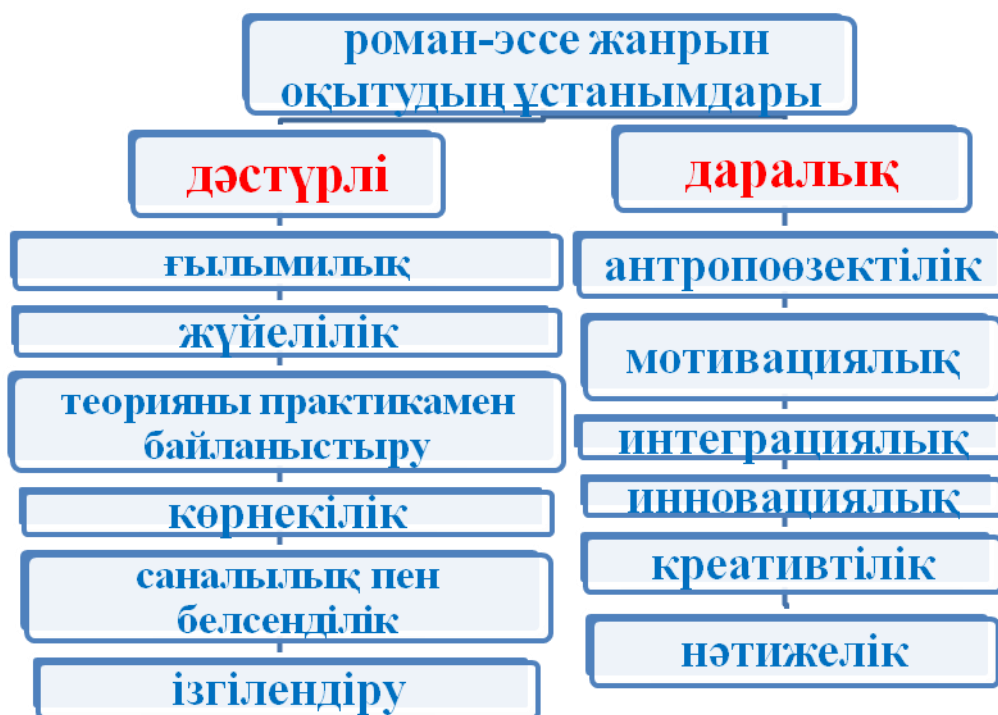 роман-эссе жанрын
оқытудың ұстанымдары
дәстүрлі
ғылымилық
жүйелілік
теорияны практикамен
байланыстыру
көрнекілік
саналылық пен
белсенділік
ізгілендіру
даралық
антропоөзектілік
мотивациялық
интеграциялық
инновациялық
креативтілік
нәтижелік